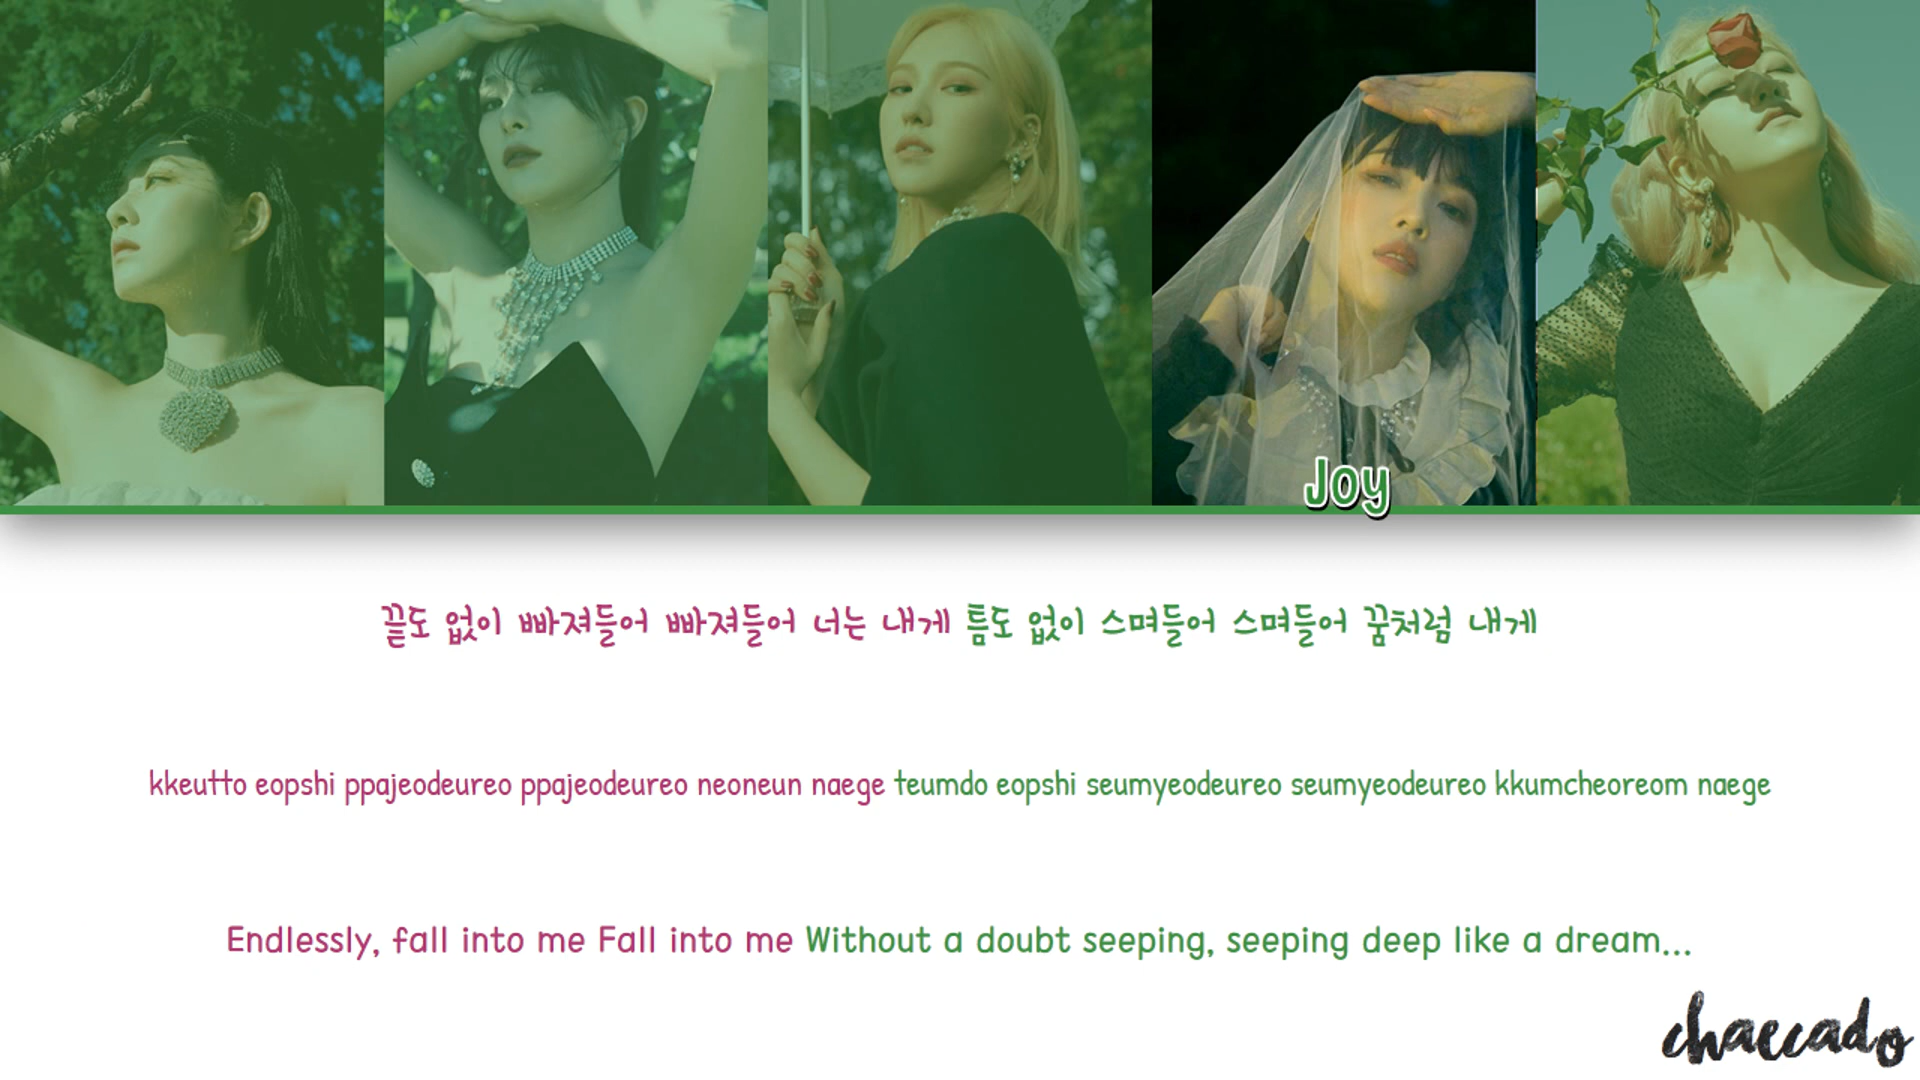 Joy
끝도 없이 빠져들어 빠져들어 너는 내게 틈도 없이 스며들어 스며들어 꿈처럼 내게
kkeutto eopshi ppajeodeureo ppajeodeureo neoneun naege teumdo eopshi seumyeodeureo seumyeodeureo kkumcheoreom naege
Endlessly, fall into me Fall into me Without a doubt seeping, seeping deep like a dream...
chaeccado